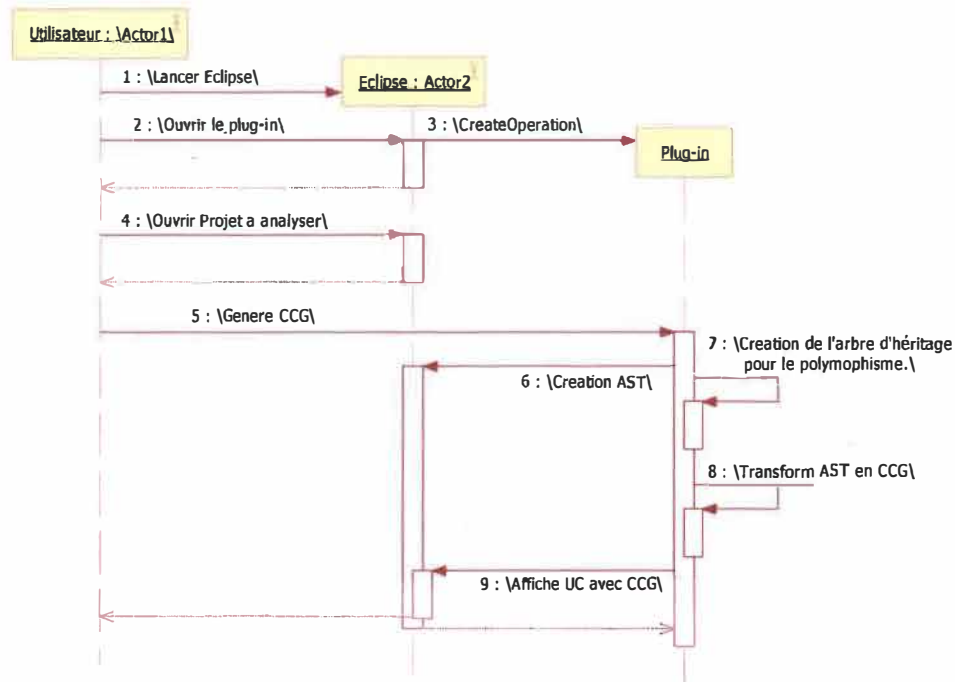 Utilisateur : \Actor1\
1 : \Lancer Eclipse\
Eclipse : Actor2
2 : \Ouvrir le plug-in\
3 : \CreateOperation\
Plug-in
4 : \Ouvrir Projet a analyser\
5 : \Genere CCG\
7 : \Creation de l'arbre d'héritage
pour le polymophisme.\
6 : \Creation AST\
8 : \Transform AST en CCG\
9 : \Affiche UC avec CCG\